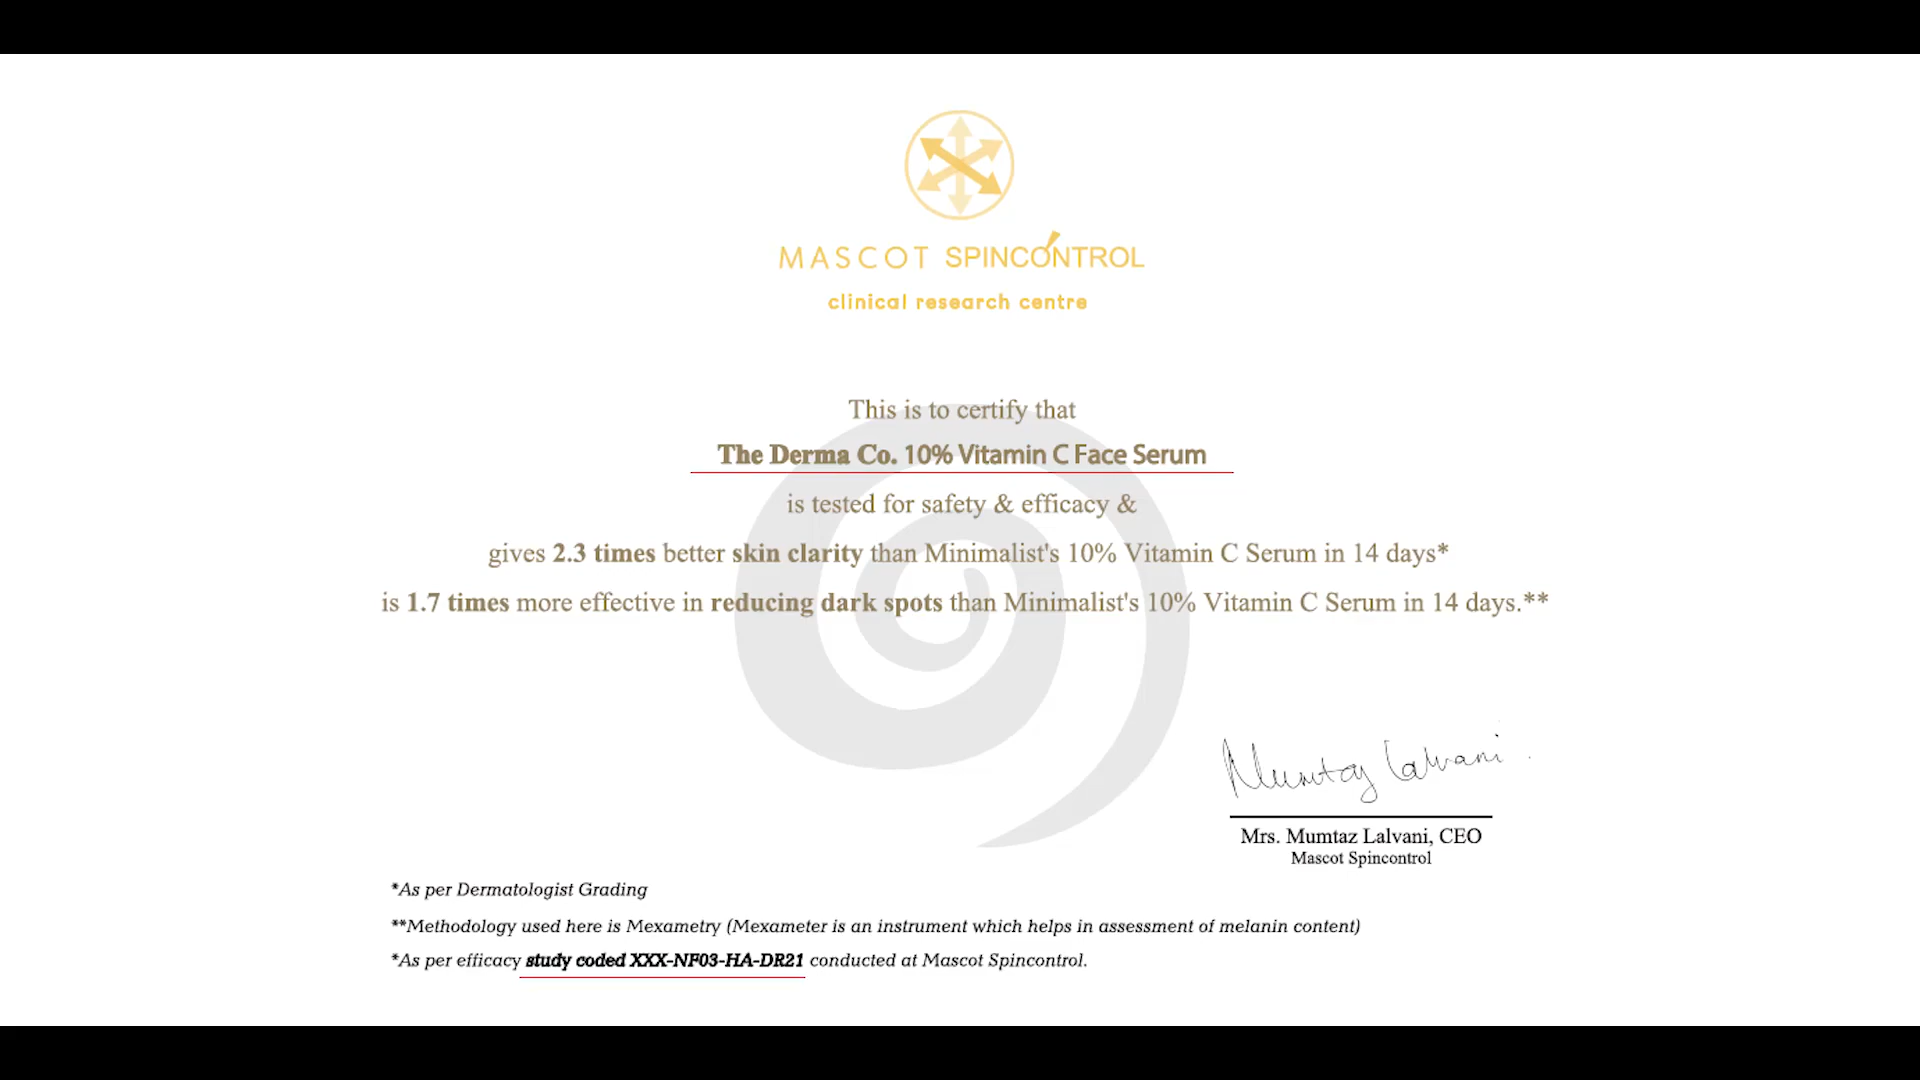 MASCOT SPINCONTROL
clinical research centre
This is to certify that
The Derma Co. 10% Vitamin C Face Serum
is tested for safety & efficacy &
gives 2.3 times better skin clarity than Minimalist's 10% Vitamin C Serum in 14 days*
is 1.7 times more effective in reducing dark spots than Minimalist's 10% Vitamin C Serum in 14 days.**
Mumtaz Lalvani
Mrs. Mumtaz Lalvani, CEO
Mascot Spincontrol
*As per Dermatologist Grading
**Methodology used here is Mexametry (Mexameter is an instrument which helps in assessment of melanin content)
*As per efficacy study coded XXX-NF03-HA-DR21 conducted at Mascot Spincontrol.